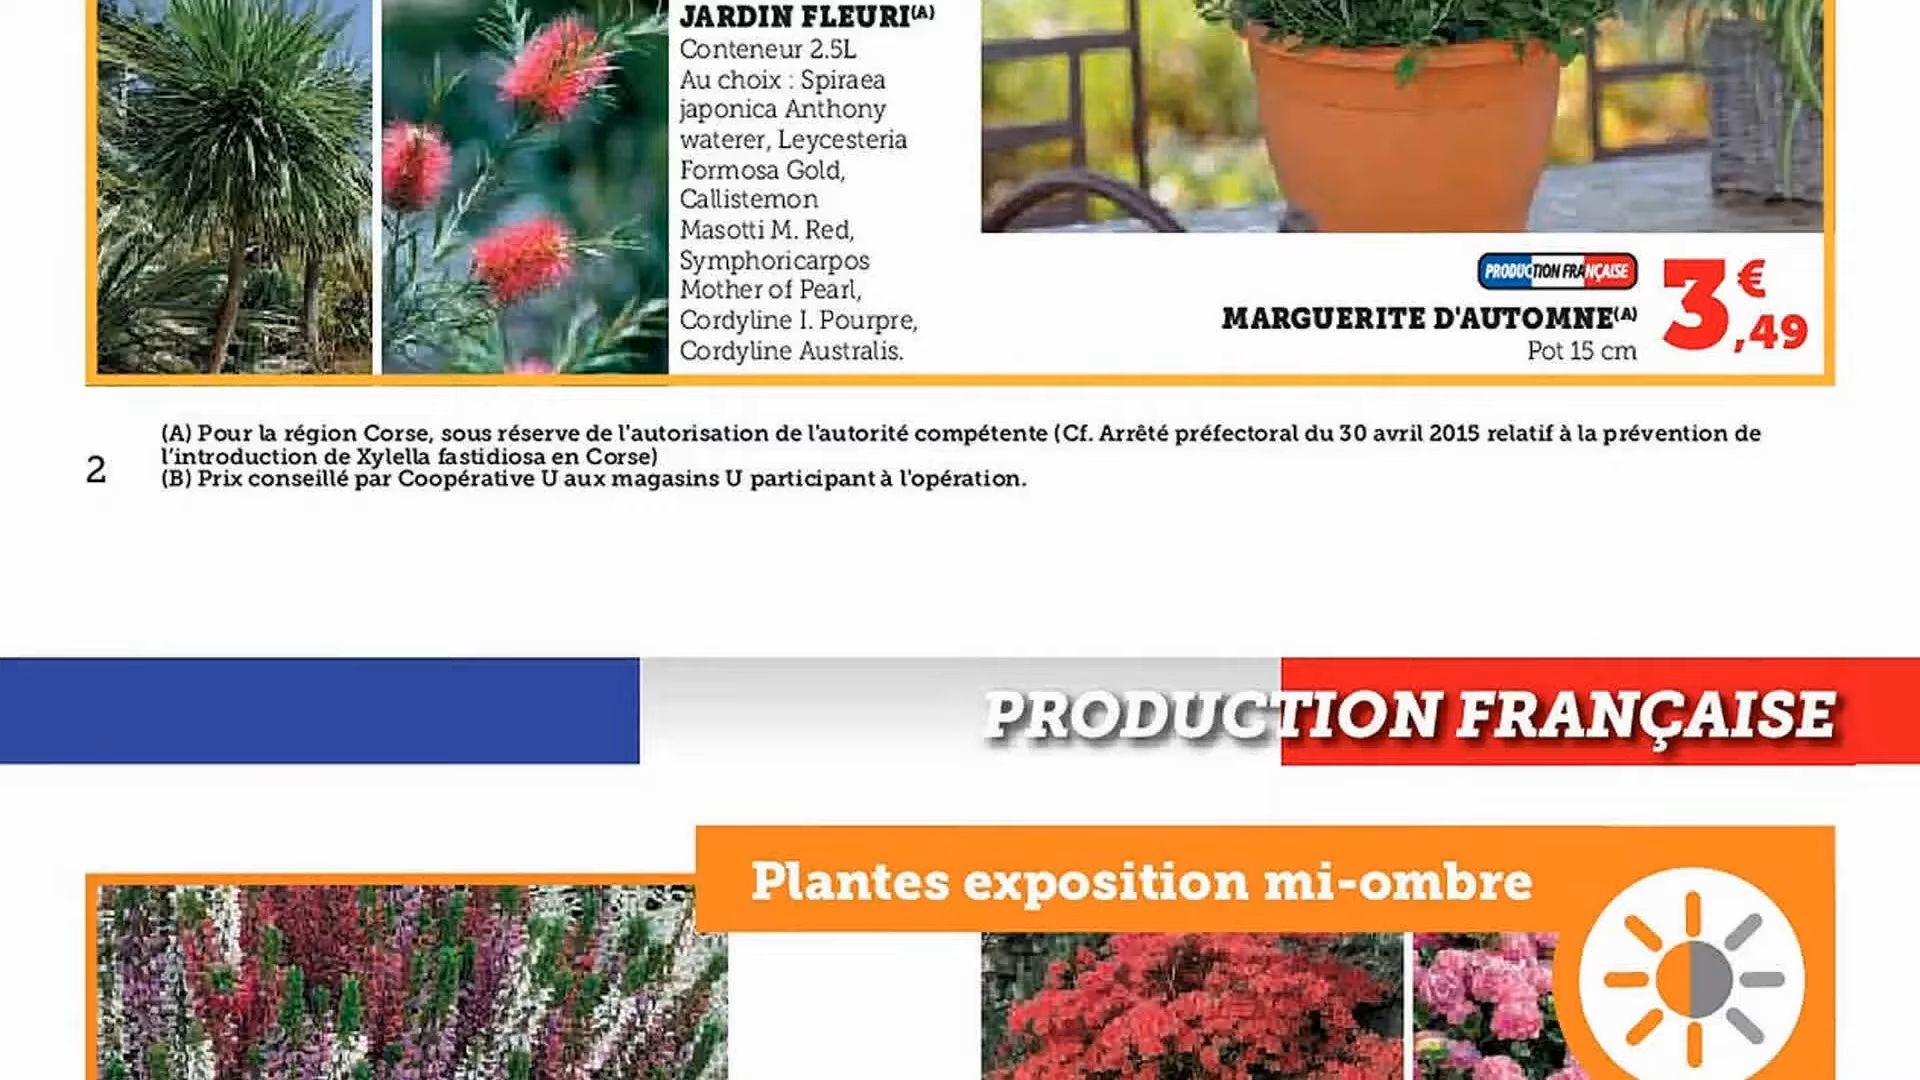 JARDIN FLEURI(A)
Conteneur 2.5L
Au choix : Spiraea
japonica Anthony
waterer, Leycesteria
Formosa Gold,
Callistemon
Masotti M. Red,
Symphoricarpos
Mother of Pearl,
Cordyline I. Pourpre,
Cordyline Australis.
PRODUCTION FRANÇAISE
MARGUERITE D'AUTOMNE(A)
Pot 15 cm
3€,49
(A) Pour la région Corse, sous réserve de l'autorisation de l'autorité compétente (Cf. Arrêté préfectoral du 30 avril 2015 relatif à la prévention de
l'introduction de Xylella fastidiosa en Corse)
2
(B) Prix conseillé par Coopérative U aux magasins U participant à l'opération.
PRODUCTION FRANÇAISE
Plantes exposition mi-ombre